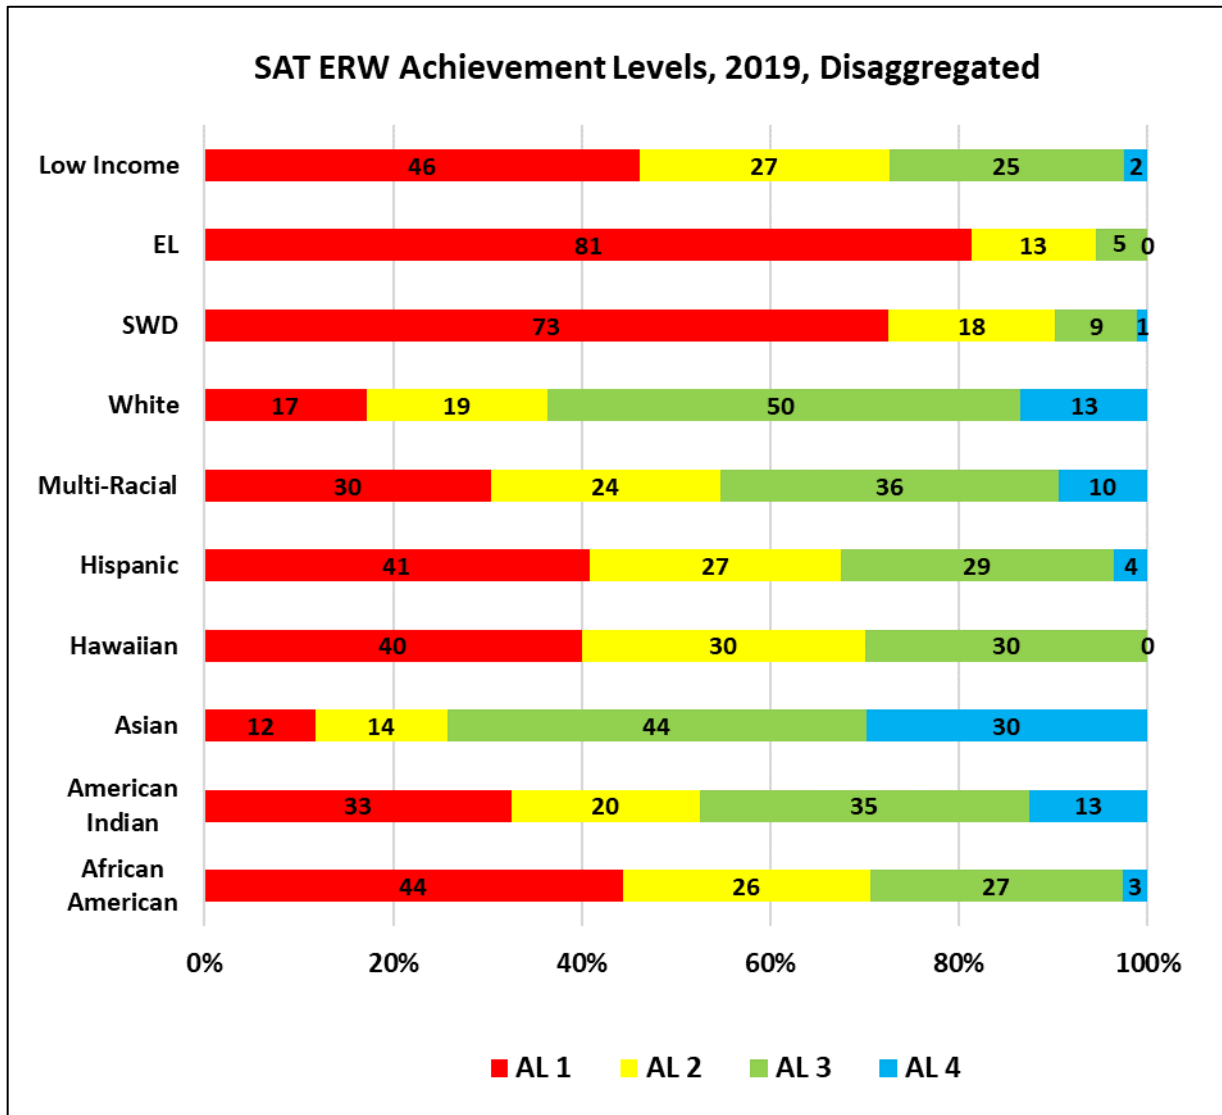 SAT ERW Achievement Levels, 2019, Disaggregated
Low Income 46 27 25 2
EL 81 13 5 0
SWD 73 18 9 1
White 17 19 50 13
Multi-Racial 30 24 36 10
Hispanic 41 27 29 4
Hawaiian 40 30 30 0
Asian 12 14 44 30
American
Indian 33 20 35 13
African
American 44 26 27 3
0% 20% 40% 60% 80% 100%
AL 1 AL 2 AL 3 AL 4